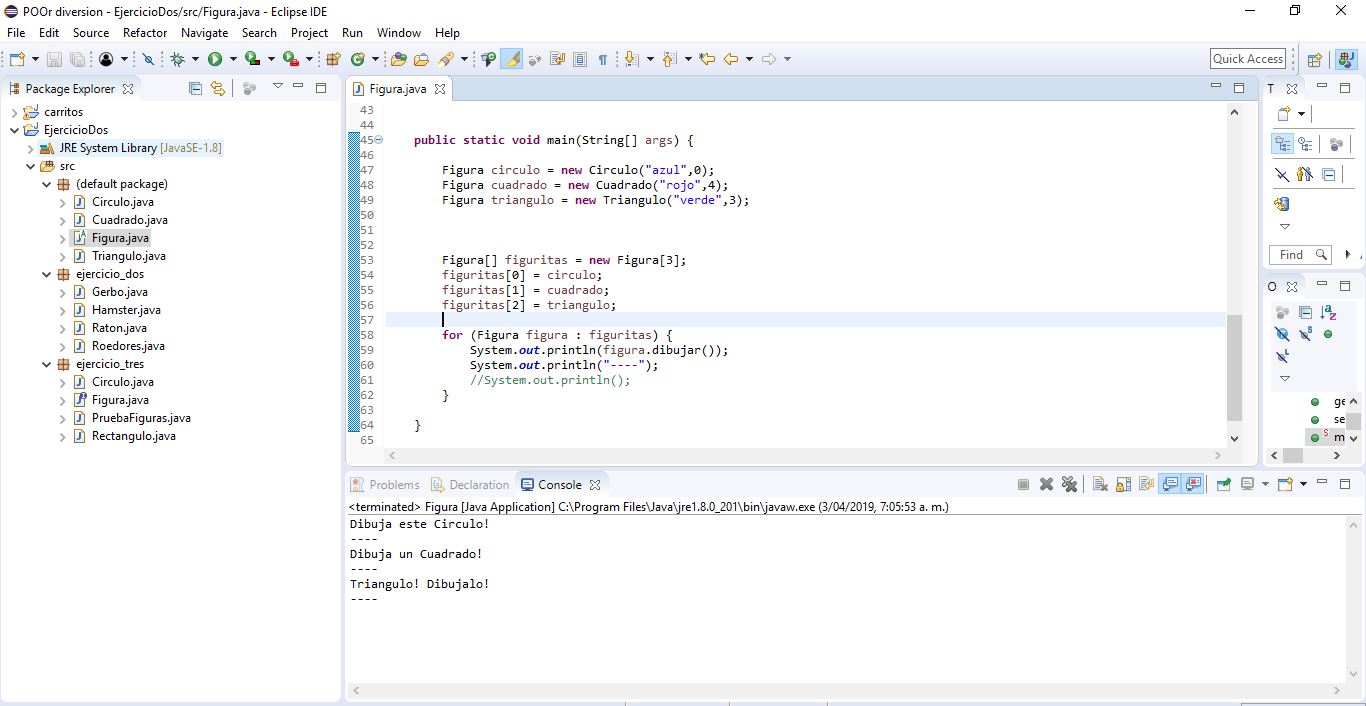 POOr diversion - EjercicioDos/src/Figura.java - Eclipse IDE
File Edit Source Refactor Navigate Search Project Run Window Help
Quick Access
Package Explorer
carritos
EjercicioDos
JRE System Library [JavaSE-1.8]
src
(default package)
Circulo.java
Cuadrado.java
Figura.java
Triangulo.java
ejercicio_dos
Gerbo.java
Hamster.java
Raton.java
Roedores.java
ejercicio_tres
Circulo.java
Figura.java
PruebaFiguras.java
Rectangulo.java
Figura.java
43
44
45 public static void main(String[] args) {
46
47 Figura circulo = new Circulo("azul",0);
48 Figura cuadrado = new Cuadrado("rojo",4);
49 Figura triangulo = new Triangulo("verde",3);
50
51
52
53 Figura[] figuritas = new Figura[3];
54 figuritas[0] = circulo;
55 figuritas[1] = cuadrado;
56 figuritas[2] = triangulo;
57
58 for (Figura figura : figuritas) {
59 System.out.println(figura.dibujar());
60 System.out.println("----");
61 //System.out.println();
62 }
63
64 }
65
T
Find
O
ge
se
S m
Problems Declaration Console
<terminated> Figura [Java Application] C:\Program Files\Java\jre1.8.0_201\bin\javaw.exe (3/04/2019, 7:05:53 a. m.)
Dibuja este Circulo!
----
Dibuja un Cuadrado!
----
Triangulo! Dibujalo!
----